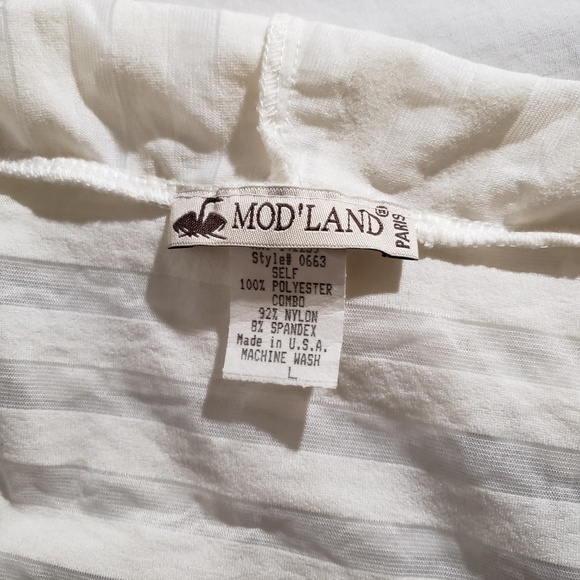 MOD'LAND®
PARIS
Style# 0663
SELF
100% POLYESTER
COMBO
92% NYLON
8% SPANDEX
Made in U.S.A.
MACHINE WASH
L